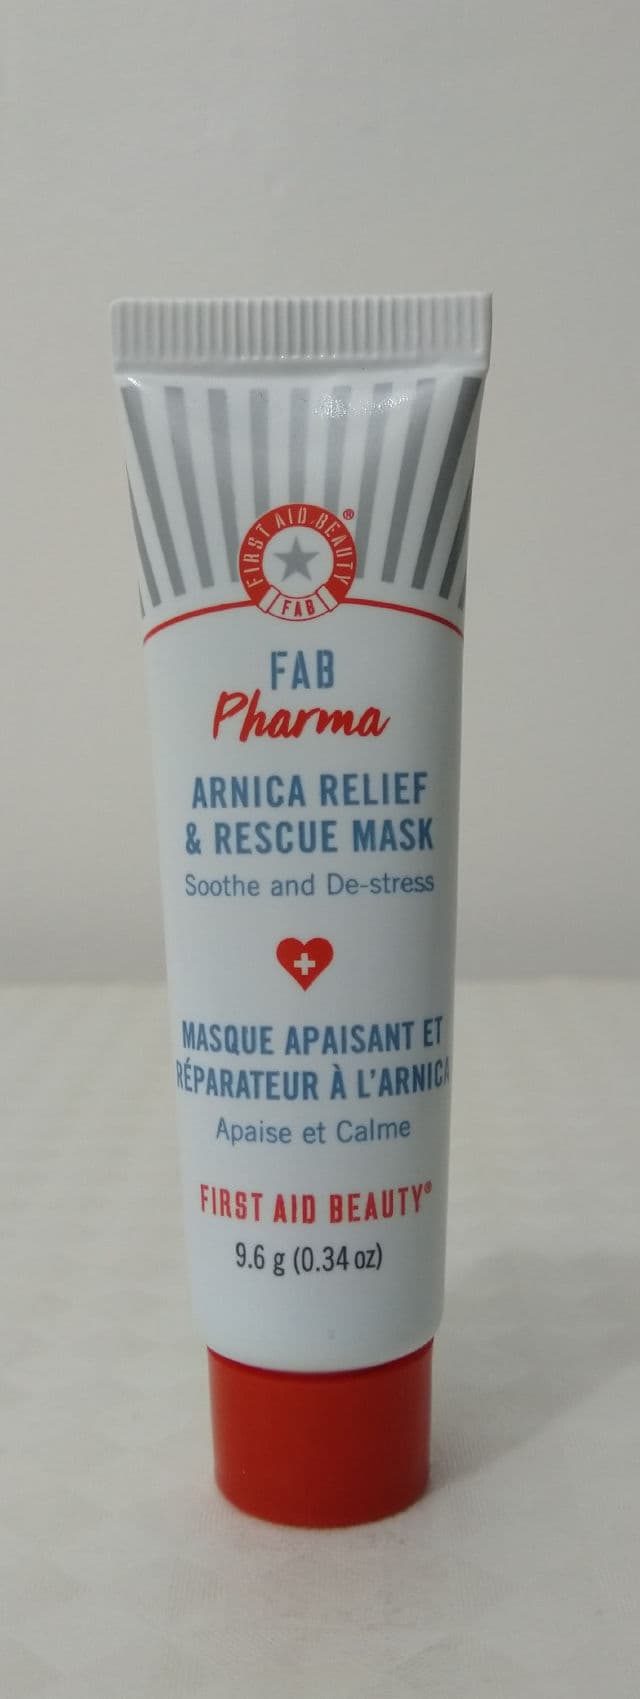 FIRST AID BEAUTY®
FAB
FAB
Pharma
ARNICA RELIEF
& RESCUE MASK
Soothe and De-stress
MASQUE APAISANT ET
RÉPARATEUR À L'ARNICA
Apaise et Calme
FIRST AID BEAUTY®
9.6 g (0.34 oz)